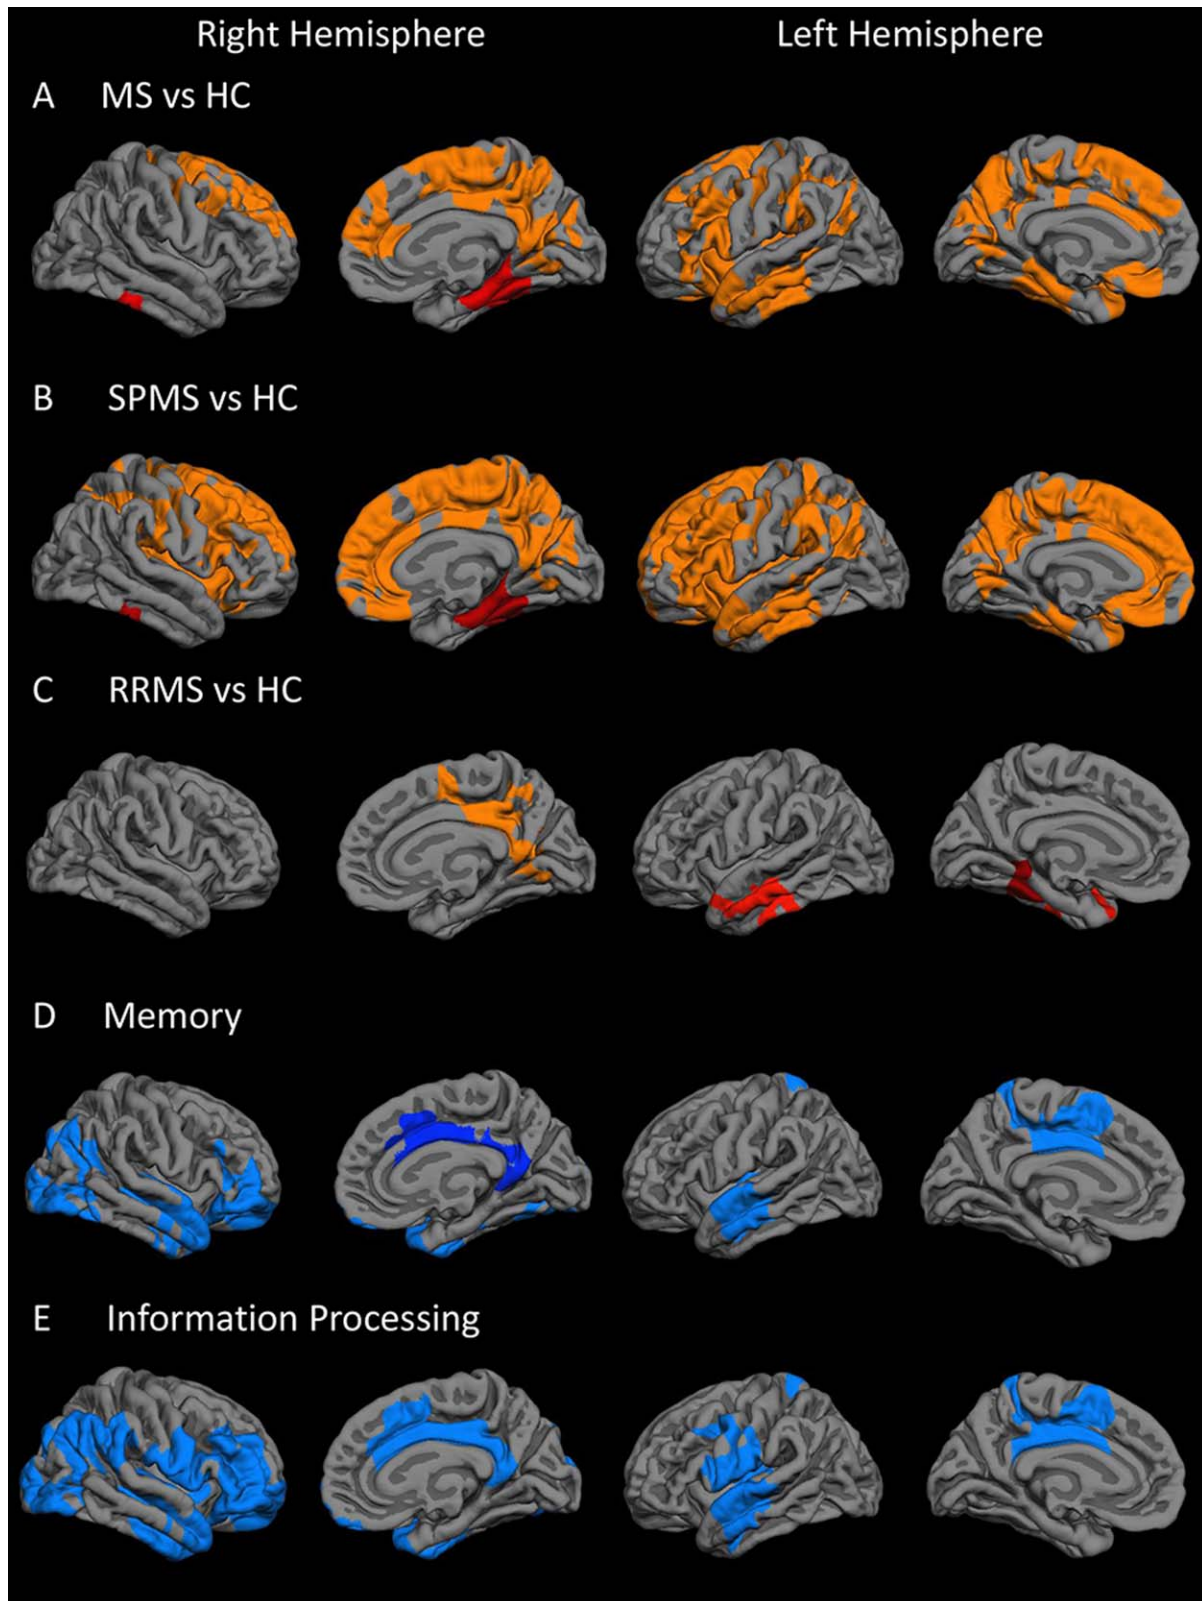 Right Hemisphere Left Hemisphere
A MS vs HC
B SPMS vs HC
C RRMS vs HC
D Memory
E Information Processing